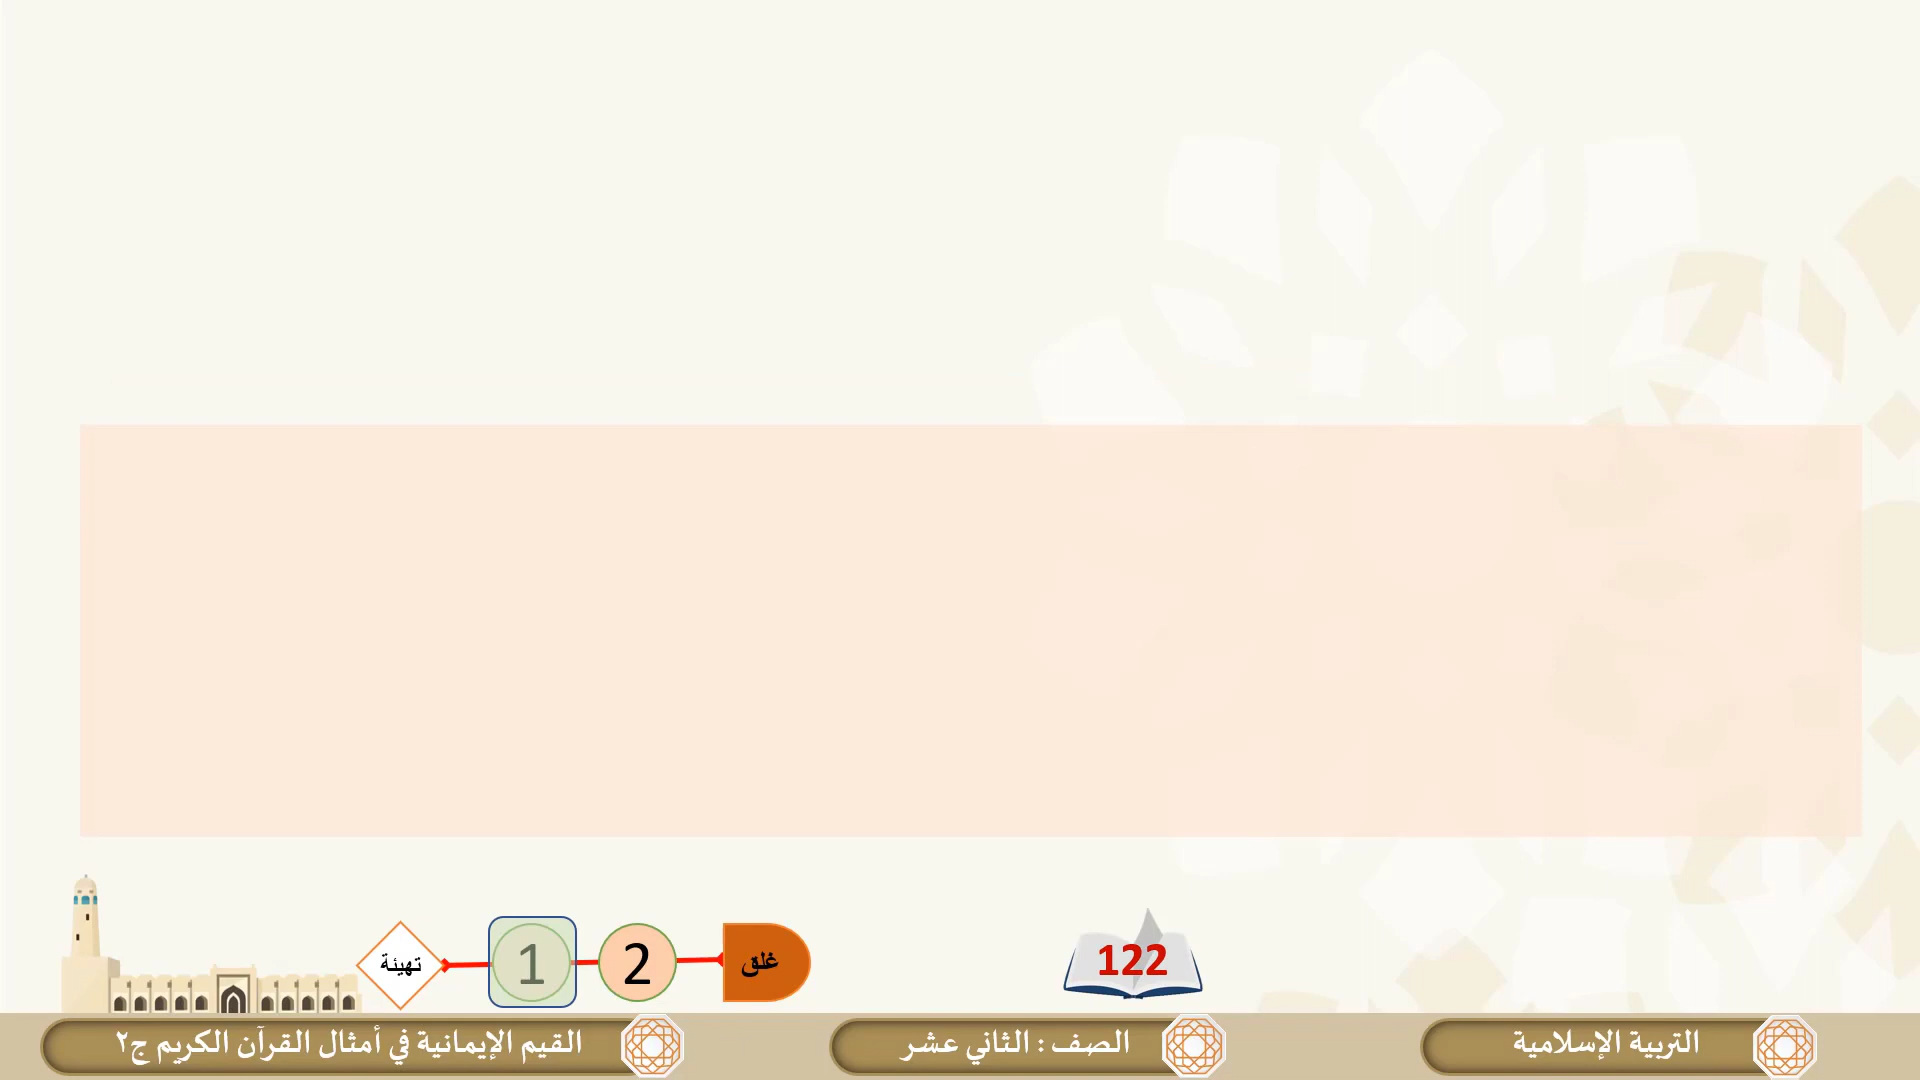 تهيئة
1
2
غلق
122
التربية الإسلامية
الصف : الثاني عشر
القيم الإيمانية في أمثال القرآن الكريم ج٢